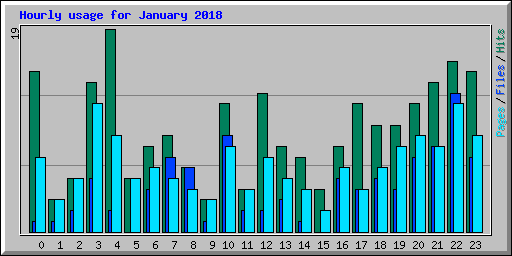 Hourly usage for January 2018
19
Pages / Files / Hits
0 1 2 3 4 5 6 7 8 9 10 11 12 13 14 15 16 17 18 19 20 21 22 23